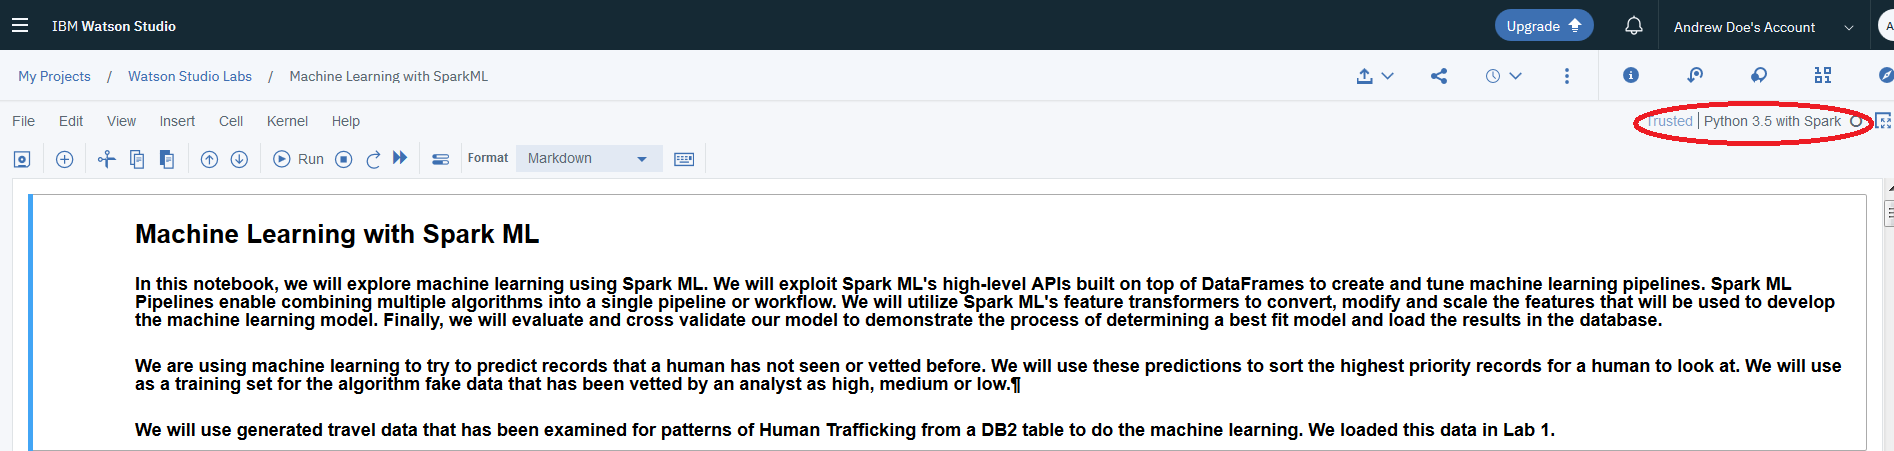 IBM Watson Studio
Upgrade
Andrew Doe's Account
A
My Projects / Watson Studio Labs / Machine Learning with SparkML
File Edit View Insert Cell Kernel Help
Trusted | Python 3.5 with Spark
Run
Format
Markdown
Machine Learning with Spark ML
In this notebook, we will explore machine learning using Spark ML. We will exploit Spark ML's high-level APIs built on top of DataFrames to create and tune machine learning pipelines. Spark ML
Pipelines enable combining multiple algorithms into a single pipeline or workflow. We will utilize Spark ML's feature transformers to convert, modify and scale the features that will be used to develop
the machine learning model. Finally, we will evaluate and cross validate our model to demonstrate the process of determining a best fit model and load the results in the database.
We are using machine learning to try to predict records that a human has not seen or vetted before. We will use these predictions to sort the highest priority records for a human to look at. We will use
as a training set for the algorithm fake data that has been vetted by an analyst as high, medium or low.¶
We will use generated travel data that has been examined for patterns of Human Trafficking from a DB2 table to do the machine learning. We loaded this data in Lab 1.